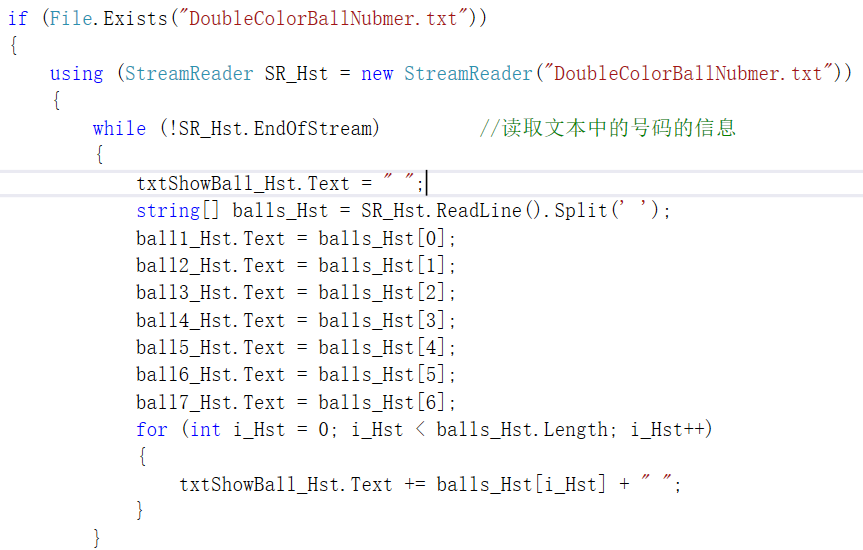 if (File.Exists("DoubleColorBallNubmer.txt"))
{
using (StreamReader SR_Hst = new StreamReader("DoubleColorBallNubmer.txt"))
{
while (!SR_Hst.EndOfStream) //读取文本中的号码的信息
{
txtShowBall_Hst.Text = " ";
string[] balls_Hst = SR_Hst.ReadLine().Split(' ');
ball1_Hst.Text = balls_Hst[0];
ball2_Hst.Text = balls_Hst[1];
ball3_Hst.Text = balls_Hst[2];
ball4_Hst.Text = balls_Hst[3];
ball5_Hst.Text = balls_Hst[4];
ball6_Hst.Text = balls_Hst[5];
ball7_Hst.Text = balls_Hst[6];
for (int i_Hst = 0; i_Hst < balls_Hst.Length; i_Hst++)
{
txtShowBall_Hst.Text += balls_Hst[i_Hst] + " ";
}
}